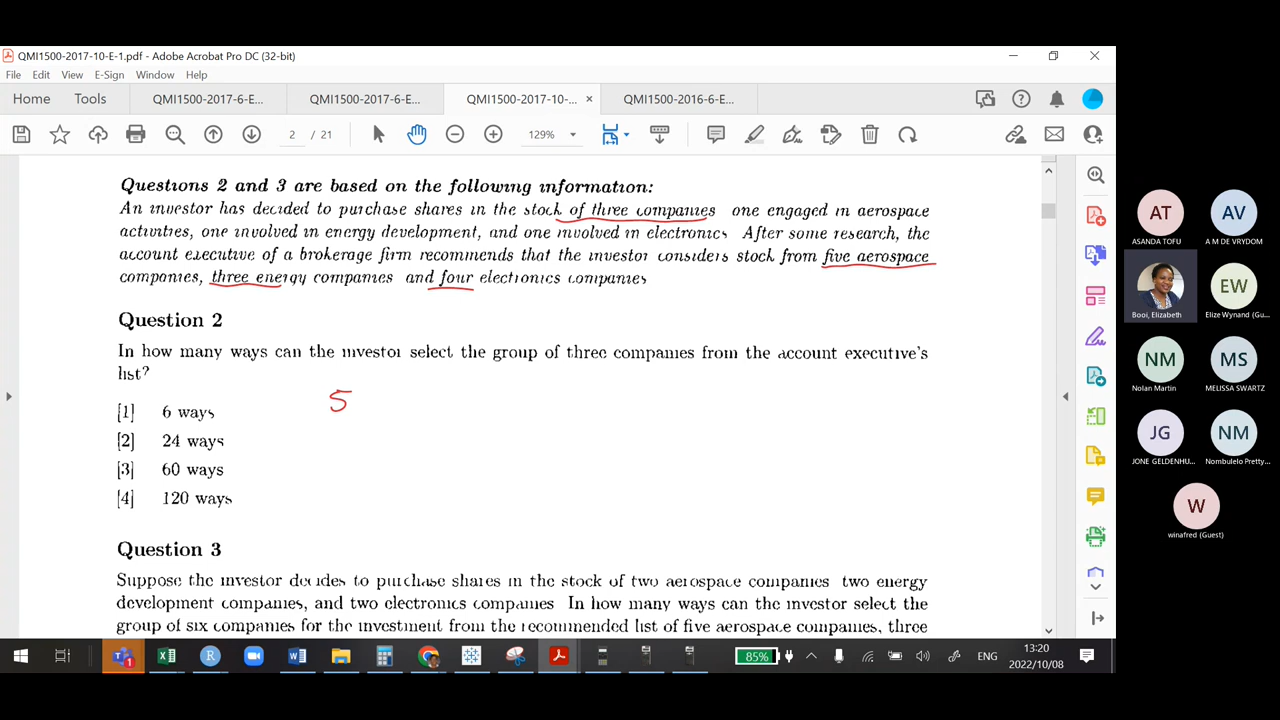 QMI1500-2017-10-E-1.pdf - Adobe Acrobat Pro DC (32-bit)
File Edit View E-Sign Window Help
Home Tools QMI1500-2017-6-E... QMI1500-2017-6-E... QMI1500-2017-10-... × QMI1500-2016-6-E...
2 / 21 129%
Questions 2 and 3 are based on the following information:
An investor has decided to purchase shares in the stock of three companies one engaged in aerospace
activities, one involved in energy development, and one involved in electronics After some research, the
account executive of a brokerage firm recommends that the investor considers stock from five aerospace
companies, three energy companies and four electronics companies
Question 2
In how many ways can the investor select the group of three companies from the account executive's
list?
5
[1] 6 ways
[2] 24 ways
[3] 60 ways
[4] 120 ways
Question 3
Suppose the investor decides to purchase shares in the stock of two aerospace companies two energy
development companies, and two electronics companies In how many ways can the investor select the
group of six companies for the investment from the recommended list of five aerospace companies, three
AT
ASANDA TOFU
AV
A M DE VRYDOM
Booi, Elizabeth
EW
Elize Wynand (Gu...
NM
Nolan Martin
MS
MELISSA SWARTZ
JG
JONE GELDENHU...
NM
Nombulelo Pretty...
W
winafred (Guest)
85%
ENG
13:20
2022/10/08